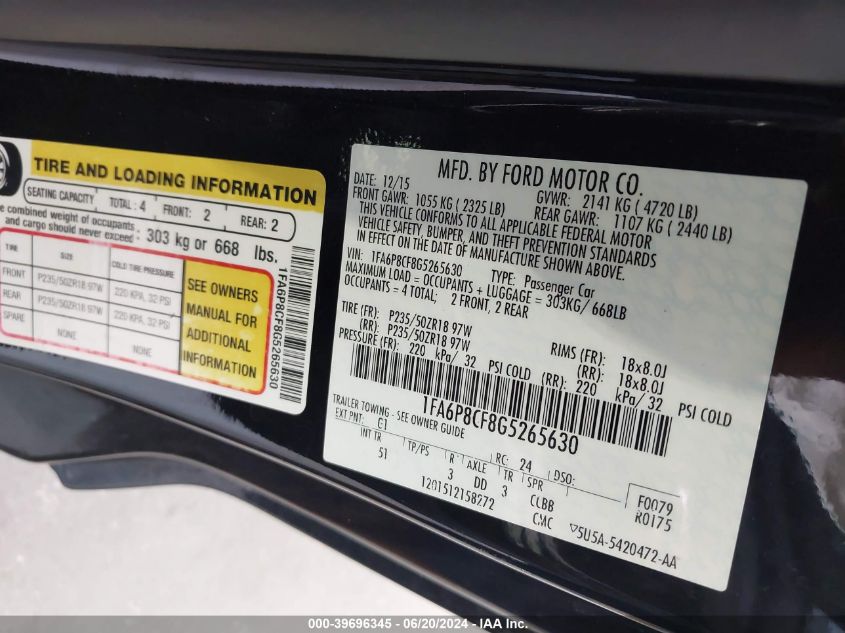 TIRE AND LOADING INFORMATION
SEATING CAPACITY TOTAL: 4 FRONT: 2 REAR: 2
combined weight of occupants
and cargo should never exceed: 303 kg or 668 lbs.
TIRE SIZE COLD TIRE PRESSURE
FRONT P235/50ZR18 97W 220 KPA, 32 PSI
REAR P235/50ZR18 97W 220 KPA, 32 PSI
SPARE NONE NONE
SEE OWNERS
MANUAL FOR
ADDITIONAL
INFORMATION
1FA6P8CF8G5265630
MFD. BY FORD MOTOR CO.
12/15 GVWR: 2141 KG ( 4720 LB)
FRONT GAWR: 1055 KG ( 2325 LB) REAR GAWR: 1107 KG ( 2440 LB)
THIS VEHICLE CONFORMS TO ALL APPLICABLE FEDERAL MOTOR
VEHICLE SAFETY, BUMPER, AND THEFT PREVENTION STANDARDS
IN EFFECT ON THE DATE OF MANUFACTURE SHOWN ABOVE.
VIN: 1FA6P8CF8G5265630 TYPE: Passenger Car
MAXIMUM LOAD = OCCUPANTS + LUGGAGE = 303KG/ 668LB
OCCUPANTS = 4 TOTAL; 2 FRONT, 2 REAR
TIRE (FR): P235/50ZR18 97W RIMS (FR): 18x8.0J
(RR): P235/50ZR18 97W (RR): 18x8.0J
PRESSURE (FR): 220 kPa/ 32 PSI COLD (RR): 220 kPa/ 32 PSI COLD
1FA6P8CF8G5265630
TRAILER TOWING - SEE OWNER GUIDE
EXT PNT: G1 RC: 24 DSO:
INT TR TP/PS R AXLE TR SPR
51 3 DD 3 CLBB
1201512158272 CMC
F0079
R0175
5U5A-5420472-AA
000-39696345 - 06/20/2024 - IAA Inc.